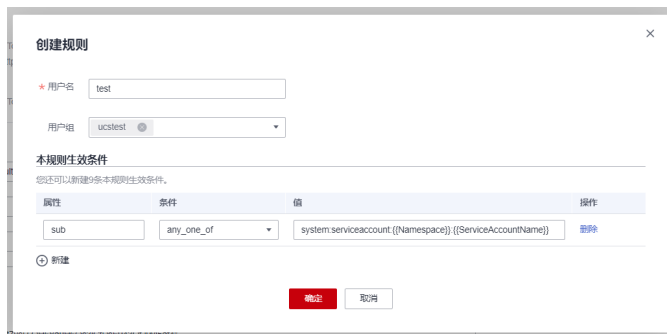 创建规则
* 用户名 test
用户组 ucstest
本规则生效条件
您还可以新建9条本规则生效条件。
属性 条件 值 操作
sub any_one_of system:serviceaccount:{{Namespace}}:{{ServiceAccountName}} 删除
新建
确定 取消